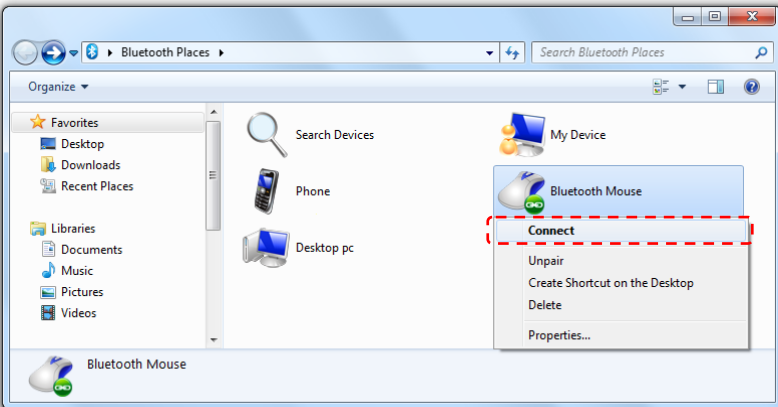 Bluetooth Places
Search Bluetooth Places
Organize
Favorites
Desktop
Downloads
Recent Places
Libraries
Documents
Music
Pictures
Videos
Search Devices
My Device
Phone
Bluetooth Mouse
Desktop pc
Connect
Unpair
Create Shortcut on the Desktop
Delete
Properties...
Bluetooth Mouse